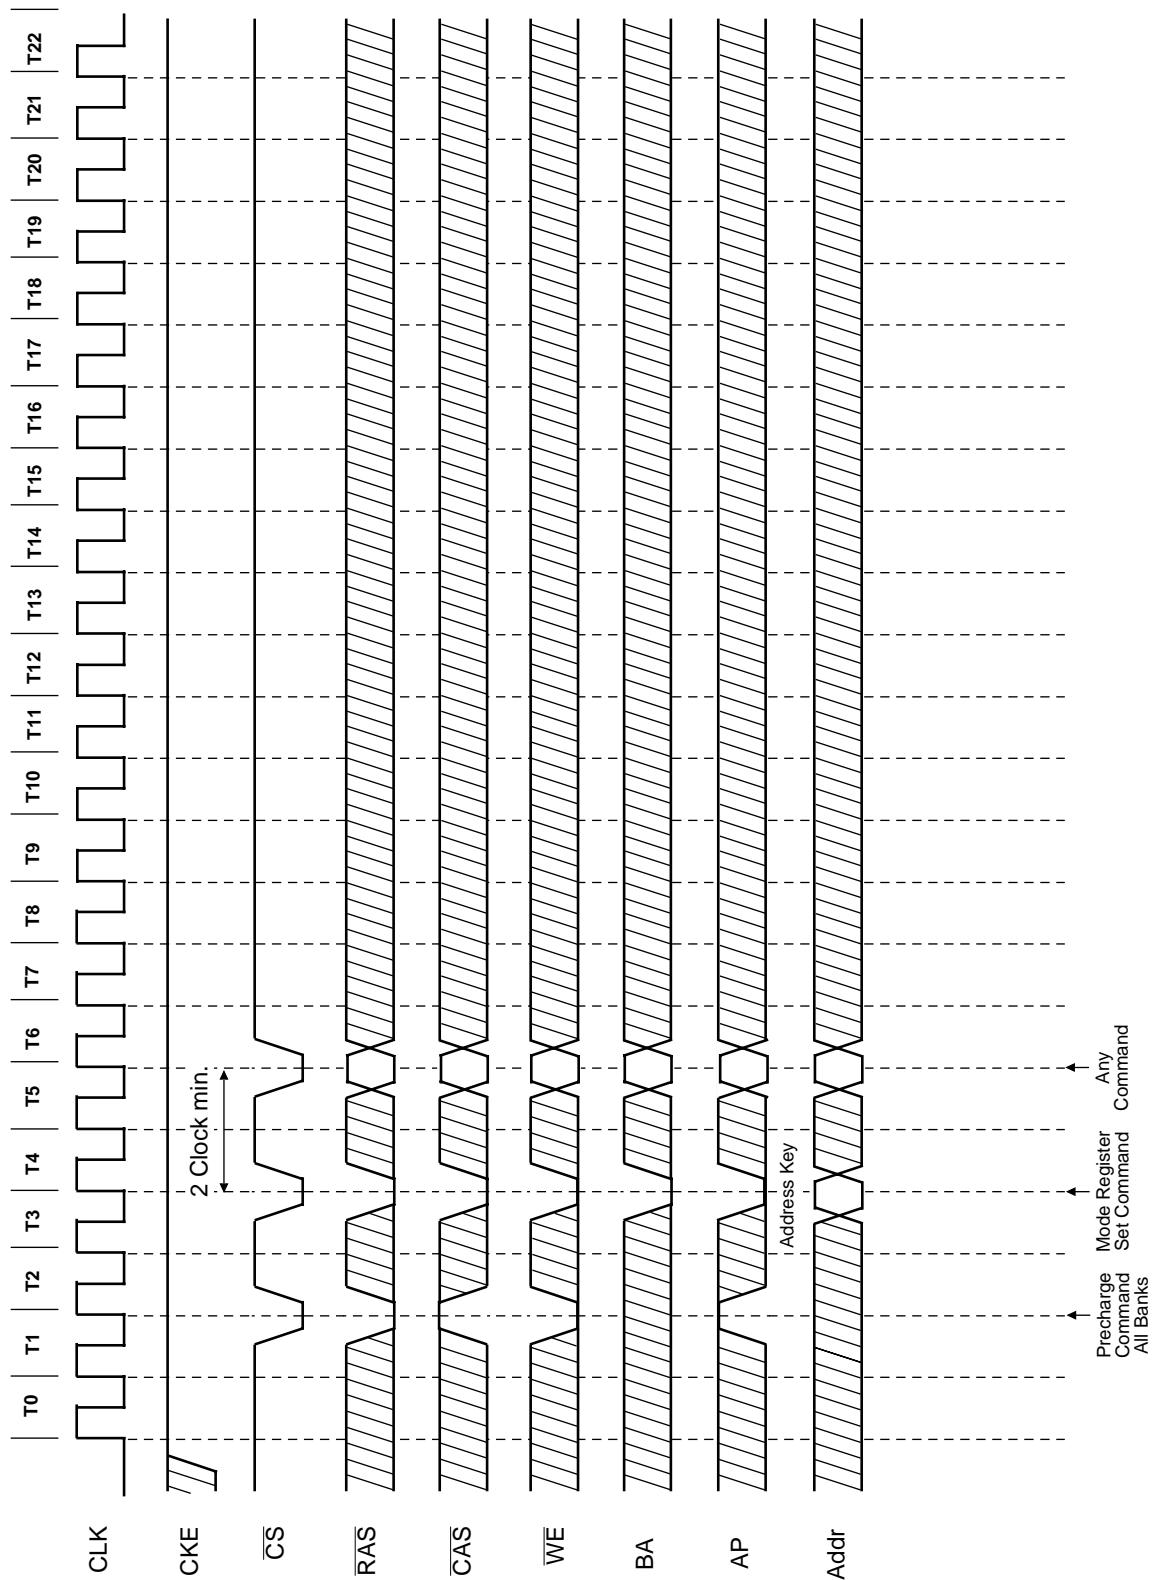 T0 T1 T2 T3 T4 T5 T6 T7 T8 T9 T10 T11 T12 T13 T14 T15 T16 T17 T18 T19 T20 T21 T22
CLK
CKE
2 Clock min.
CS
RAS
CAS
WE
BA
AP
Address Key
Addr
Precharge
Command
All Banks
Mode Register
Set Command
Any
Command